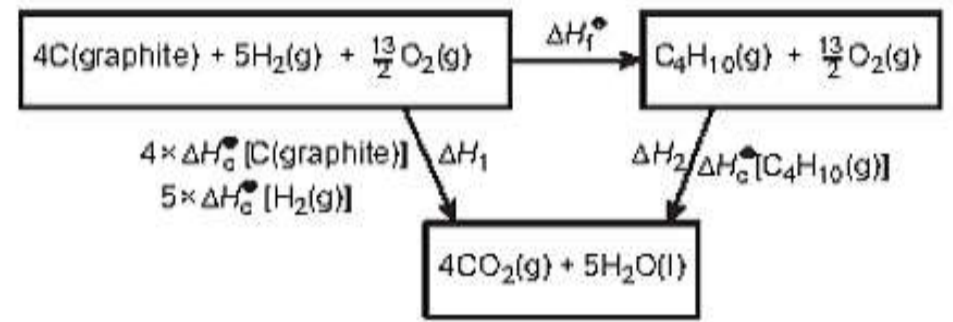 4C(graphite) + 5H₂(g) + 13/2 O₂(g)
ΔHf⦵
C₄H₁₀(g) + 13/2 O₂(g)
4 × ΔHc⦵ [C(graphite)]
5 × ΔHc⦵ [H₂(g)]
ΔH₁
ΔH₂
ΔHc⦵[C₄H₁₀(g)]
4CO₂(g) + 5H₂O(l)